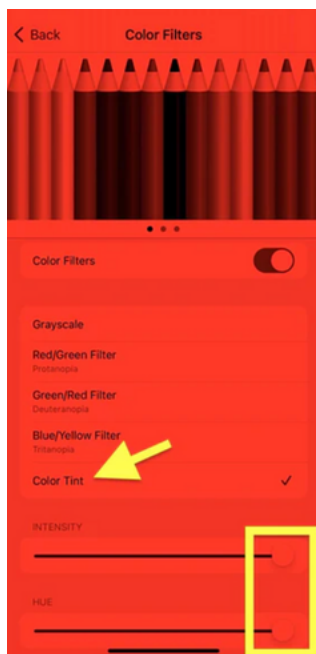 Back
Color Filters
Color Filters
Grayscale
Red/Green Filter
Protanopia
Green/Red Filter
Deuteranopia
Blue/Yellow Filter
Tritanopia
Color Tint
INTENSITY
HUE